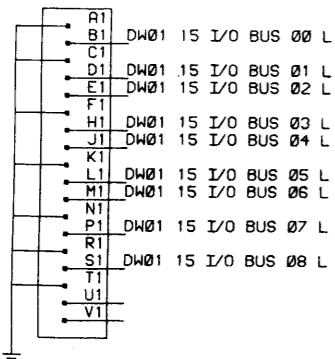 A1
B1 DWØ1 15 I/O BUS ØØ L
C1
D1 DWØ1 15 I/O BUS Ø1 L
E1 DWØ1 15 I/O BUS Ø2 L
F1
H1 DWØ1 15 I/O BUS Ø3 L
J1 DWØ1 15 I/O BUS Ø4 L
K1
L1 DWØ1 15 I/O BUS Ø5 L
M1 DWØ1 15 I/O BUS Ø6 L
N1
P1 DWØ1 15 I/O BUS Ø7 L
R1
S1 DWØ1 15 I/O BUS Ø8 L
T1
U1
V1